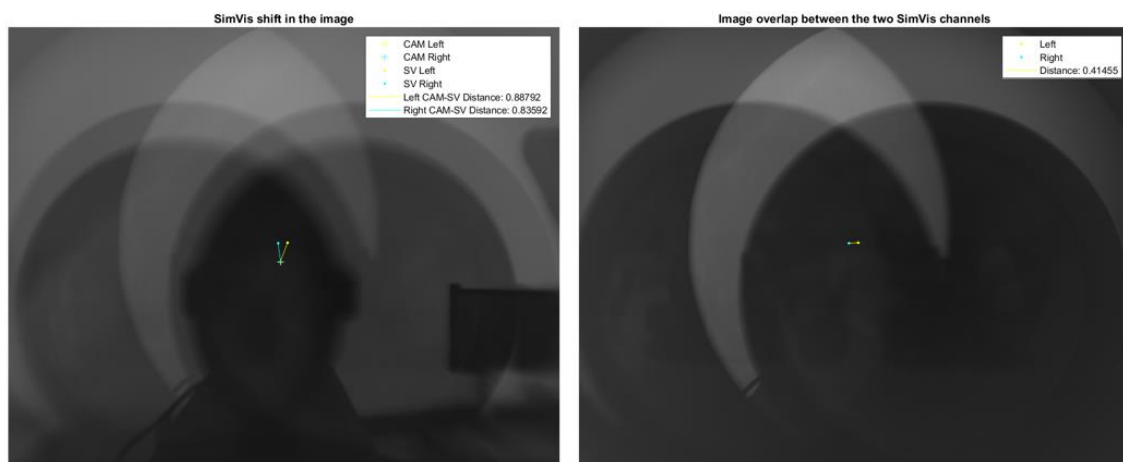 SimVis shift in the image
CAM Left
CAM Right
SV Left
SV Right
Left CAM-SV Distance: 0.88792
Right CAM-SV Distance: 0.83592
Image overlap between the two SimVis channels
Left
Right
Distance: 0.41455